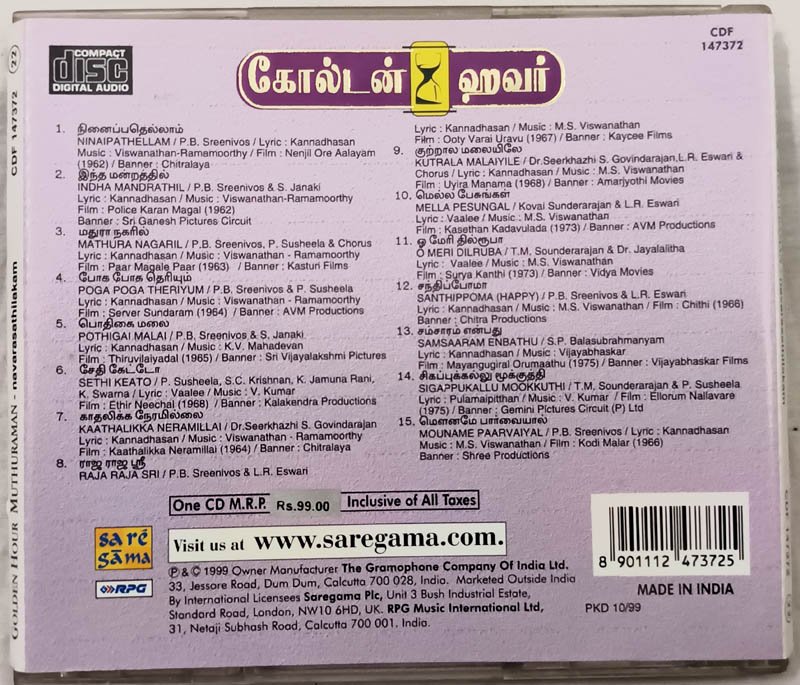 GOLDEN HOUR MUTHURAMAN - navarasathilakam CDF 147372 22
COMPACT
disc
DIGITAL AUDIO
கோல்டன் ஹவர்
CDF
147372
1. நினைப்பதெல்லாம்
NINAIPATHELLAM / P.B. Sreenivos / Lyric : Kannadhasan
Music : Viswanathan-Ramamoorthy / Film : Nenjil Ore Aalayam
(1962) / Banner : Chitralaya
2. இந்த மன்றத்தில்
INDHA MANDRATHIL / P.B. Sreenivos & S. Janaki
Lyric : Kannadhasan / Music : Viswanathan-Ramamoorthy
Film : Police Karan Magal (1962)
Banner : Sri Ganesh Pictures Circuit
3. மதுரா நகரில்
MATHURA NAGARIL / P.B. Sreenivos, P. Susheela & Chorus
Lyric : Kannadhasan / Music : Viswanathan - Ramamoorthy
Film : Paar Magale Paar (1963) / Banner : Kasturi Films
4. போக போக தெரியும்
POGA POGA THERIYUM / P.B. Sreenivos & P. Susheela
Lyric : Kannadhasan / Music : Viswanathan - Ramamoorthy
Film : Server Sundaram (1964) / Banner : AVM Productions
5. பொதிகை மலை
POTHIGAI MALAI / P.B. Sreenivos & S. Janaki
Lyric : Kannadasan / Music : K.V. Mahadevan
Film : Thiruvilaiyadal (1965) / Banner : Sri Vijayalakshmi Pictures
6. சேதி கேட்டோ
SETHI KEATO / P. Susheela, S.C. Krishnan, K. Jamuna Rani,
K. Swarna / Lyric : Vaalee / Music : V. Kumar
Film : Ethir Neechal (1968) / Banner : Kalakendra Productions
7. காதலிக்க நேரமில்லை
KAATHALIKKA NERAMILLAI / Dr.Seerkhazhi S. Govindarajan
Lyric : Kannadhasan / Music : Viswanathan - Ramamoorthy
Film : Kaathalikka Neramillai (1964) / Banner : Chitralaya
8. ராஜ ராஜ ஸ்ரீ
RAJA RAJA SRI / P.B. Sreenivos & L.R. Eswari
Lyric : Kannadhasan / Music : M.S. Viswanathan
Film : Ooty Varai Uravu (1967) / Banner : Kaycee Films
9. குற்றால மலையிலே
KUTRALA MALAIYILE / Dr.Seerkhazhi S. Govindarajan,L.R. Eswari &
Chorus / Lyric : Kannadhasan / Music : M.S. Viswanathan
Film : Uyira Manama (1968) / Banner : Amarjyothi Movies
10. மெல்ல பேசுங்கள்
MELLA PESUNGAL / Kovai Sunderarajan & L.R. Eswari
Lyric : Vaalee / Music : M.S. Viswanathan
Film : Kasethan Kadavulada (1973) / Banner : AVM Productions
11. ஓ மேரி தில்ரூபா
O MERI DILRUBA / T.M, Sounderarajan & Dr. Jayalalitha
Lyric : Vaalee / Music : M.S. Viswanathan
Film : Surya Kanthi (1973) / Banner : Vidya Movies
12. சந்திப்போமா
SANTHIPPOMA (HAPPY) / P.B. Sreenivos & L.R. Eswari
Lyric : Kannadhasan / Music : M.S. Viswanathan / Film : Chithi (1966)
Banner : Chitra Productions
13. சம்சாரம் என்பது
SAMSAARAM ENBATHU / S.P. Balasubrahmanyam
Lyric : Kannadasan / Music : Vijayabhaskar
Film : Mayangugiral Orumaathu (1975) / Banner : Vijayabhaskar Films
14. சிகப்புக்கல்லு மூக்குத்தி
SIGAPPUKALLU MOOKKUTHI / T.M, Sounderarajan & P. Susheela
Lyric : Pulamaipitthan / Music : V. Kumar / Film : Ellorum Nallavare
(1975) / Banner : Gemini Pictures Circuit (P) Ltd
15. மௌனமே பார்வையால்
MOUNAME PAARVAIYAL / P.B. Sreenivos / Lyric : Kannadhasan
Music : M.S. Viswanathan / Film : Kodi Malar (1966)
Banner : Shree Productions
One CD M.R.P. Rs.99.00 Inclusive of All Taxes
sa rē
gāma
RPG
Visit us at www.saregama.com.
℗ & © 1999 Owner Manufacturer The Gramophone Company Of India Ltd.
33, Jessore Road, Dum Dum, Calcutta 700 028, India. Marketed Outside India
By International Licensees Saregama Plc, Unit 3 Bush Industrial Estate,
Standard Road, London, NW10 6HD, UK. RPG Music International Ltd,
31, Netaji Subhash Road, Calcutta 700 001. India.
8 901112 473725
MADE IN INDIA
PKD 10/99